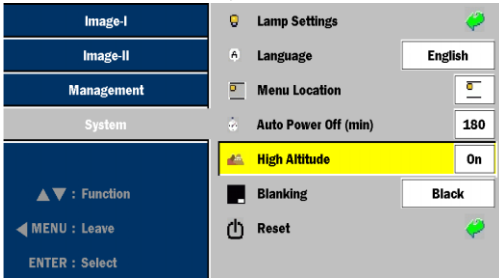 Image-I
Image-II
Management
System
▲▼ : Function
◀ MENU : Leave
ENTER : Select
Lamp Settings
A Language English
Menu Location
Auto Power Off (min) 180
High Altitude On
Blanking Black
Reset